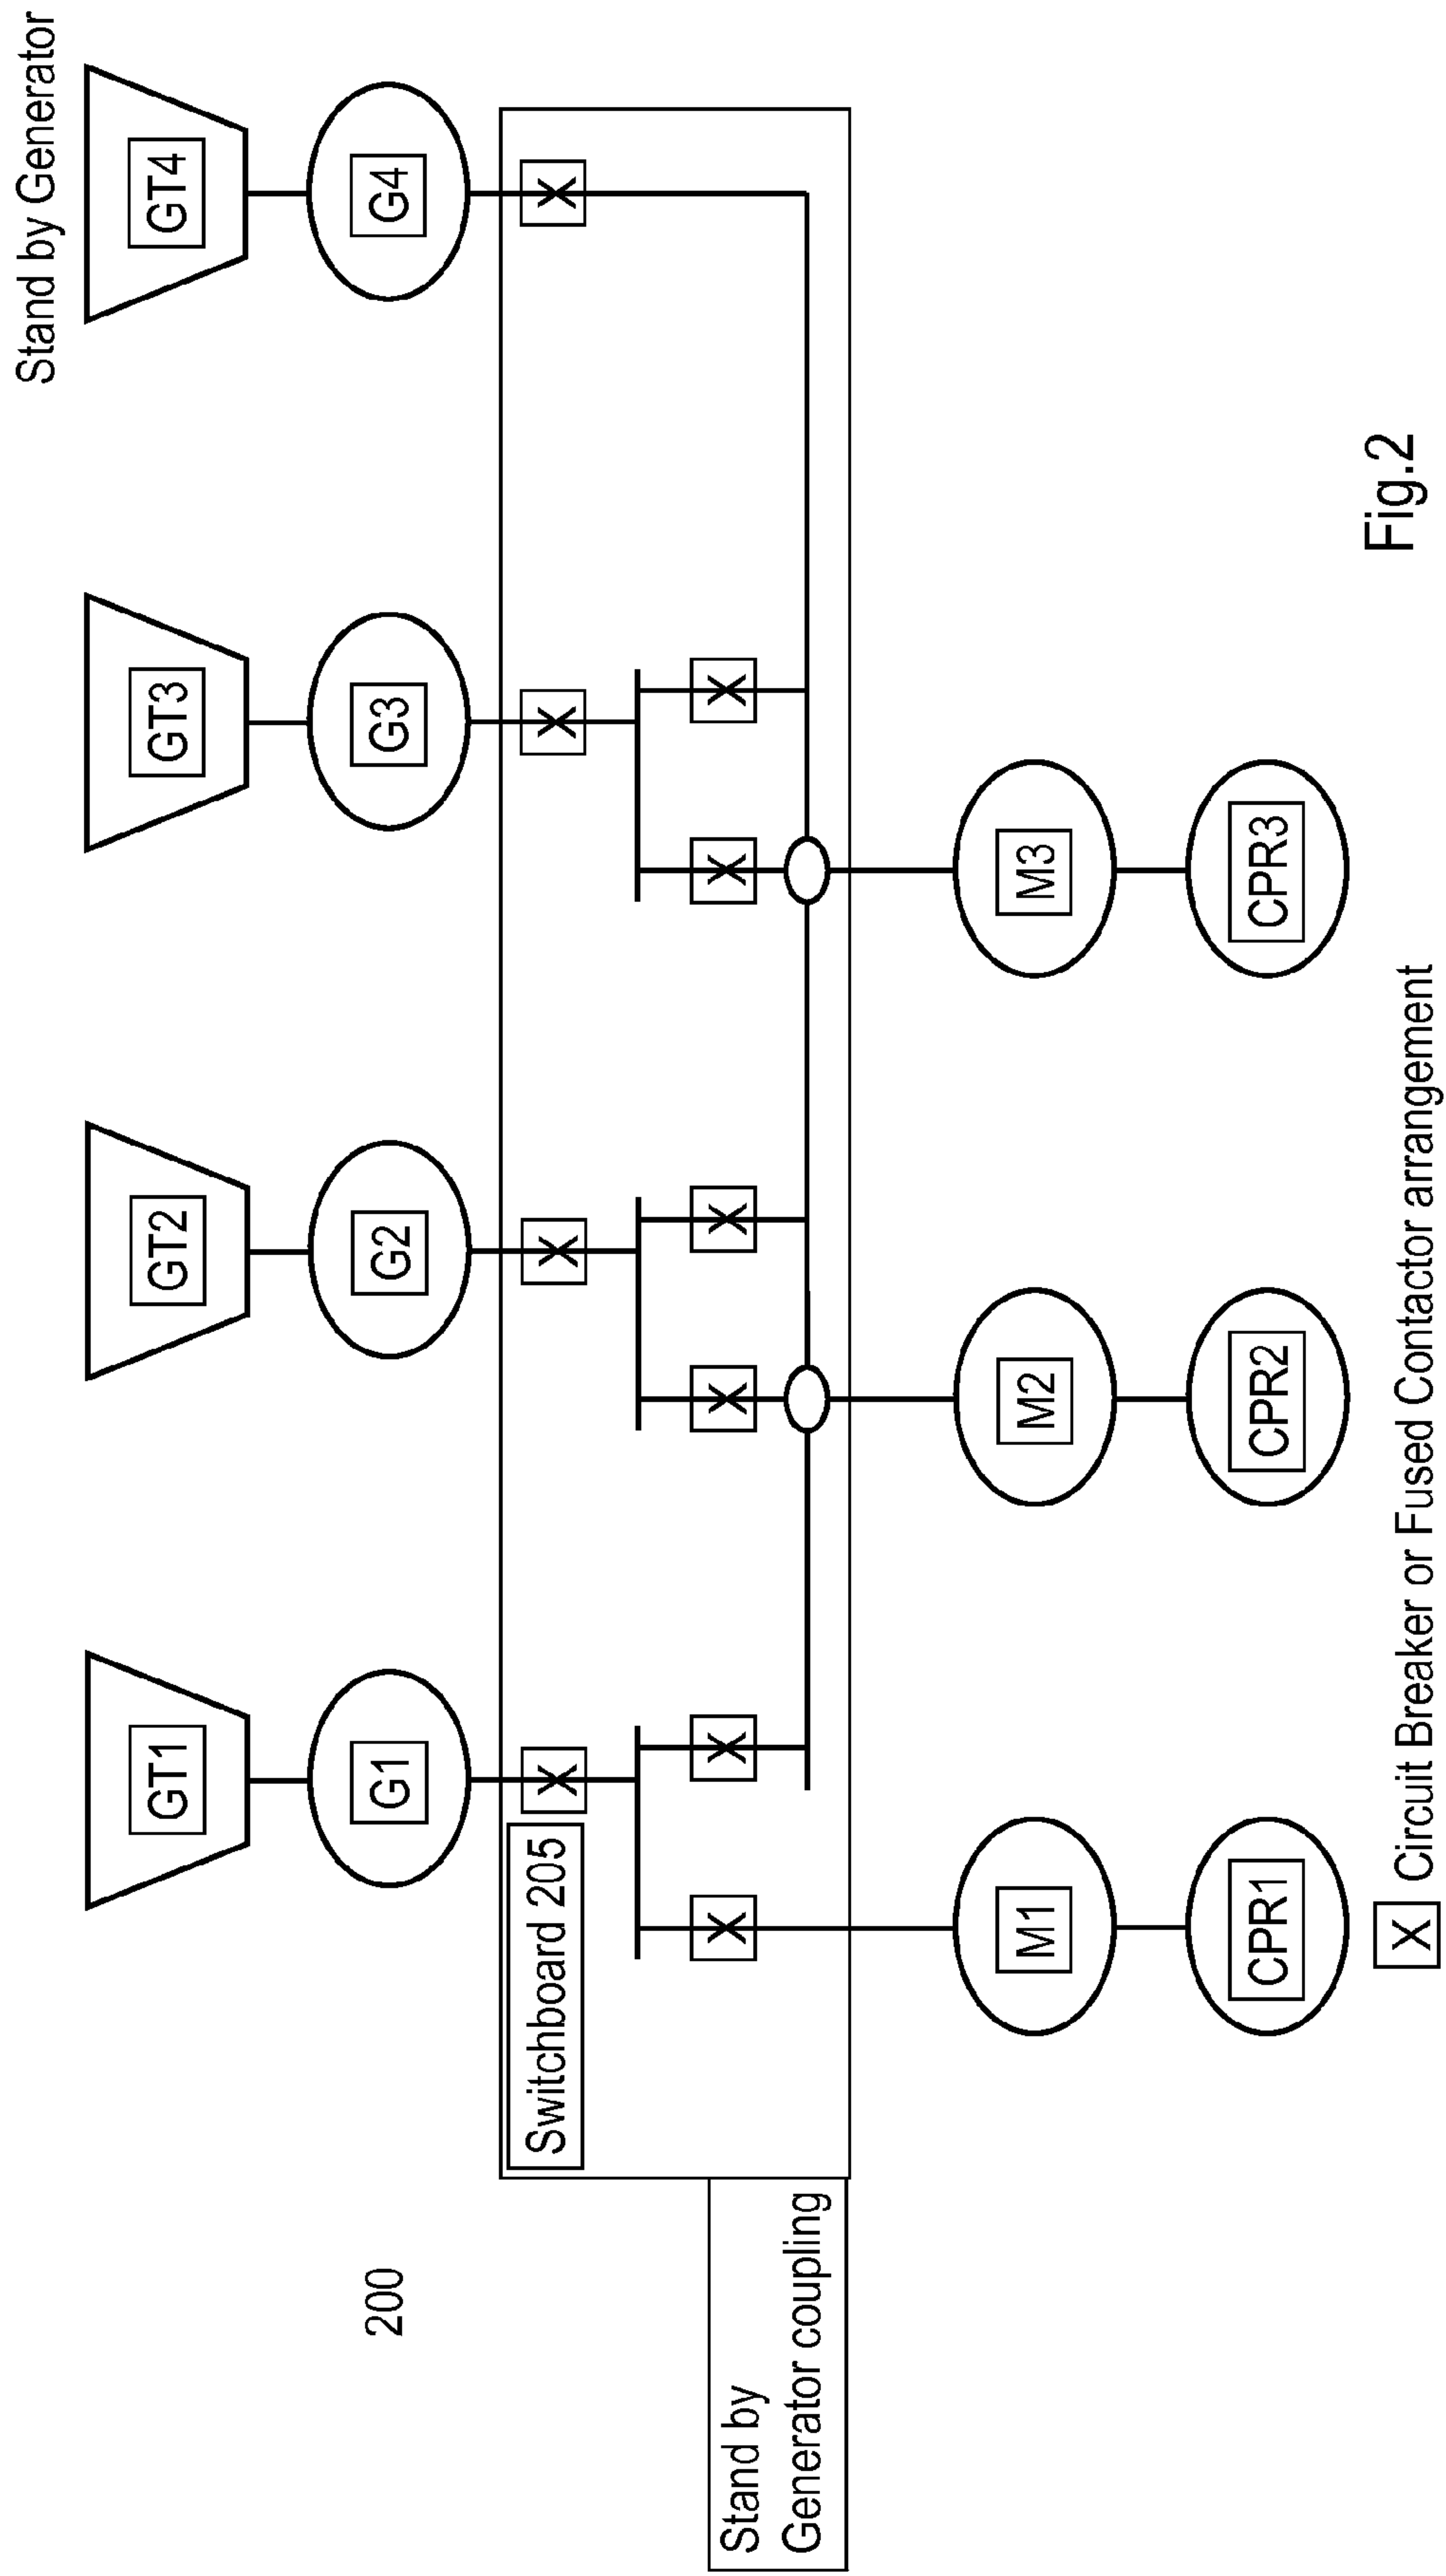 Stand by Generator
GT1
GT2
GT3
GT4
G1
G2
G3
G4
200
Switchboard 205
X
X
X
X
X
X
X
X
X
X
Stand by
Generator coupling
M1
M2
M3
CPR1
CPR2
CPR3
X Circuit Breaker or Fused Contactor arrangement
Fig.2